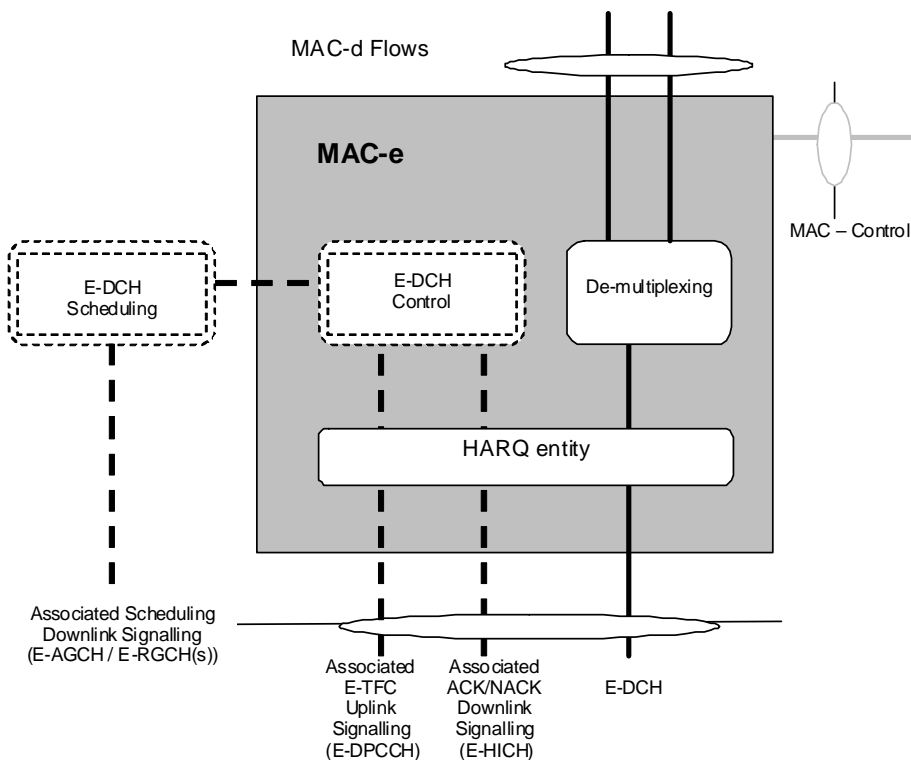 MAC-d Flows
MAC-e
MAC – Control
E-DCH
Scheduling
E-DCH
Control
De-multiplexing
HARQ entity
Associated Scheduling
Downlink Signalling
(E-AGCH / E-RGCH(s))
Associated
E-TFC
Uplink
Signalling
(E-DPCCH)
Associated
ACK/NACK
Downlink
Signalling
(E-HICH)
E-DCH